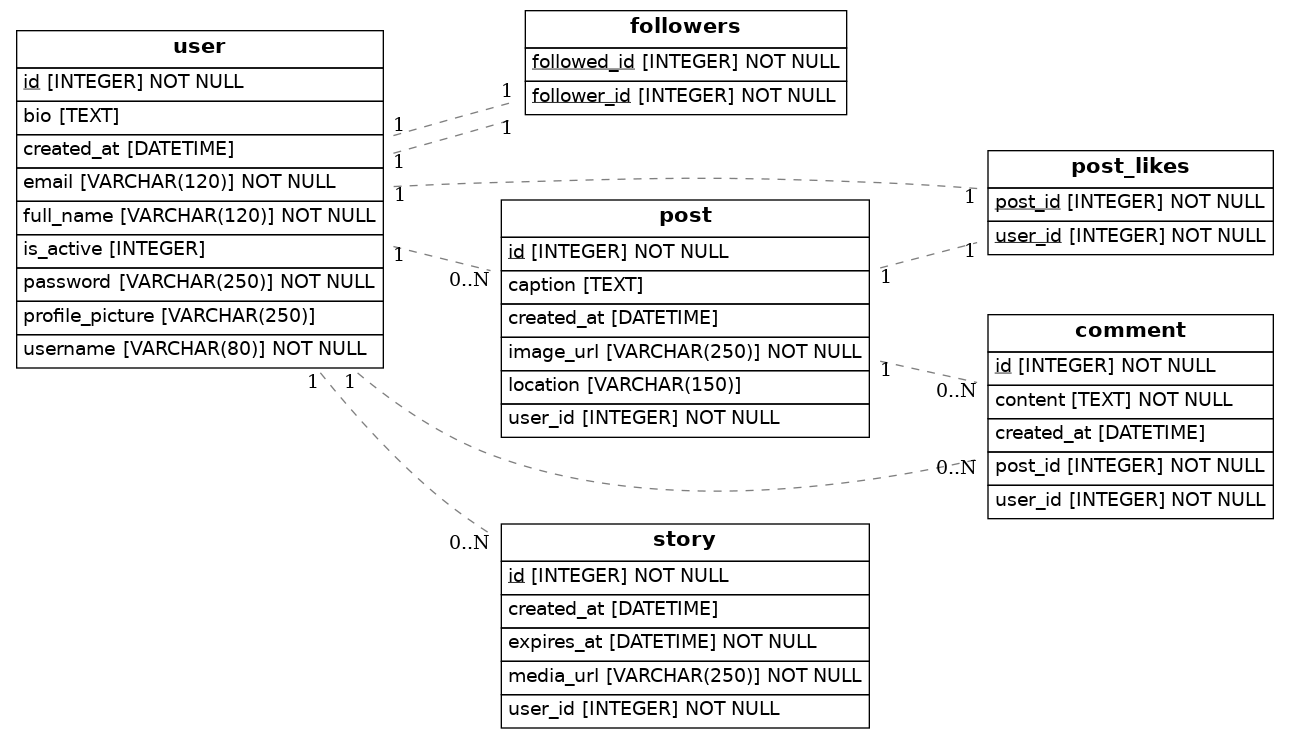 user
id [INTEGER] NOT NULL
bio [TEXT]
created_at [DATETIME]
email [VARCHAR(120)] NOT NULL
full_name [VARCHAR(120)] NOT NULL
is_active [INTEGER]
password [VARCHAR(250)] NOT NULL
profile_picture [VARCHAR(250)]
username [VARCHAR(80)] NOT NULL
followers
followed_id [INTEGER] NOT NULL
follower_id [INTEGER] NOT NULL
1
1
1
1
1
1
1
0..N
post
id [INTEGER] NOT NULL
caption [TEXT]
created_at [DATETIME]
image_url [VARCHAR(250)] NOT NULL
location [VARCHAR(150)]
user_id [INTEGER] NOT NULL
post_likes
post_id [INTEGER] NOT NULL
user_id [INTEGER] NOT NULL
1
1
1
0..N
comment
id [INTEGER] NOT NULL
content [TEXT] NOT NULL
created_at [DATETIME]
post_id [INTEGER] NOT NULL
user_id [INTEGER] NOT NULL
1
1
0..N
0..N
story
id [INTEGER] NOT NULL
created_at [DATETIME]
expires_at [DATETIME] NOT NULL
media_url [VARCHAR(250)] NOT NULL
user_id [INTEGER] NOT NULL